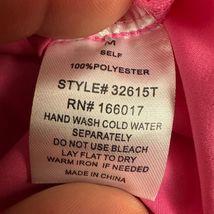 M
SELF
100%POLYESTER
STYLE# 32615T
RN# 166017
HAND WASH COLD WATER
SEPARATELY
DO NOT USE BLEACH
LAY FLAT TO DRY
WARM IRON IF NEEDED
MADE IN CHINA